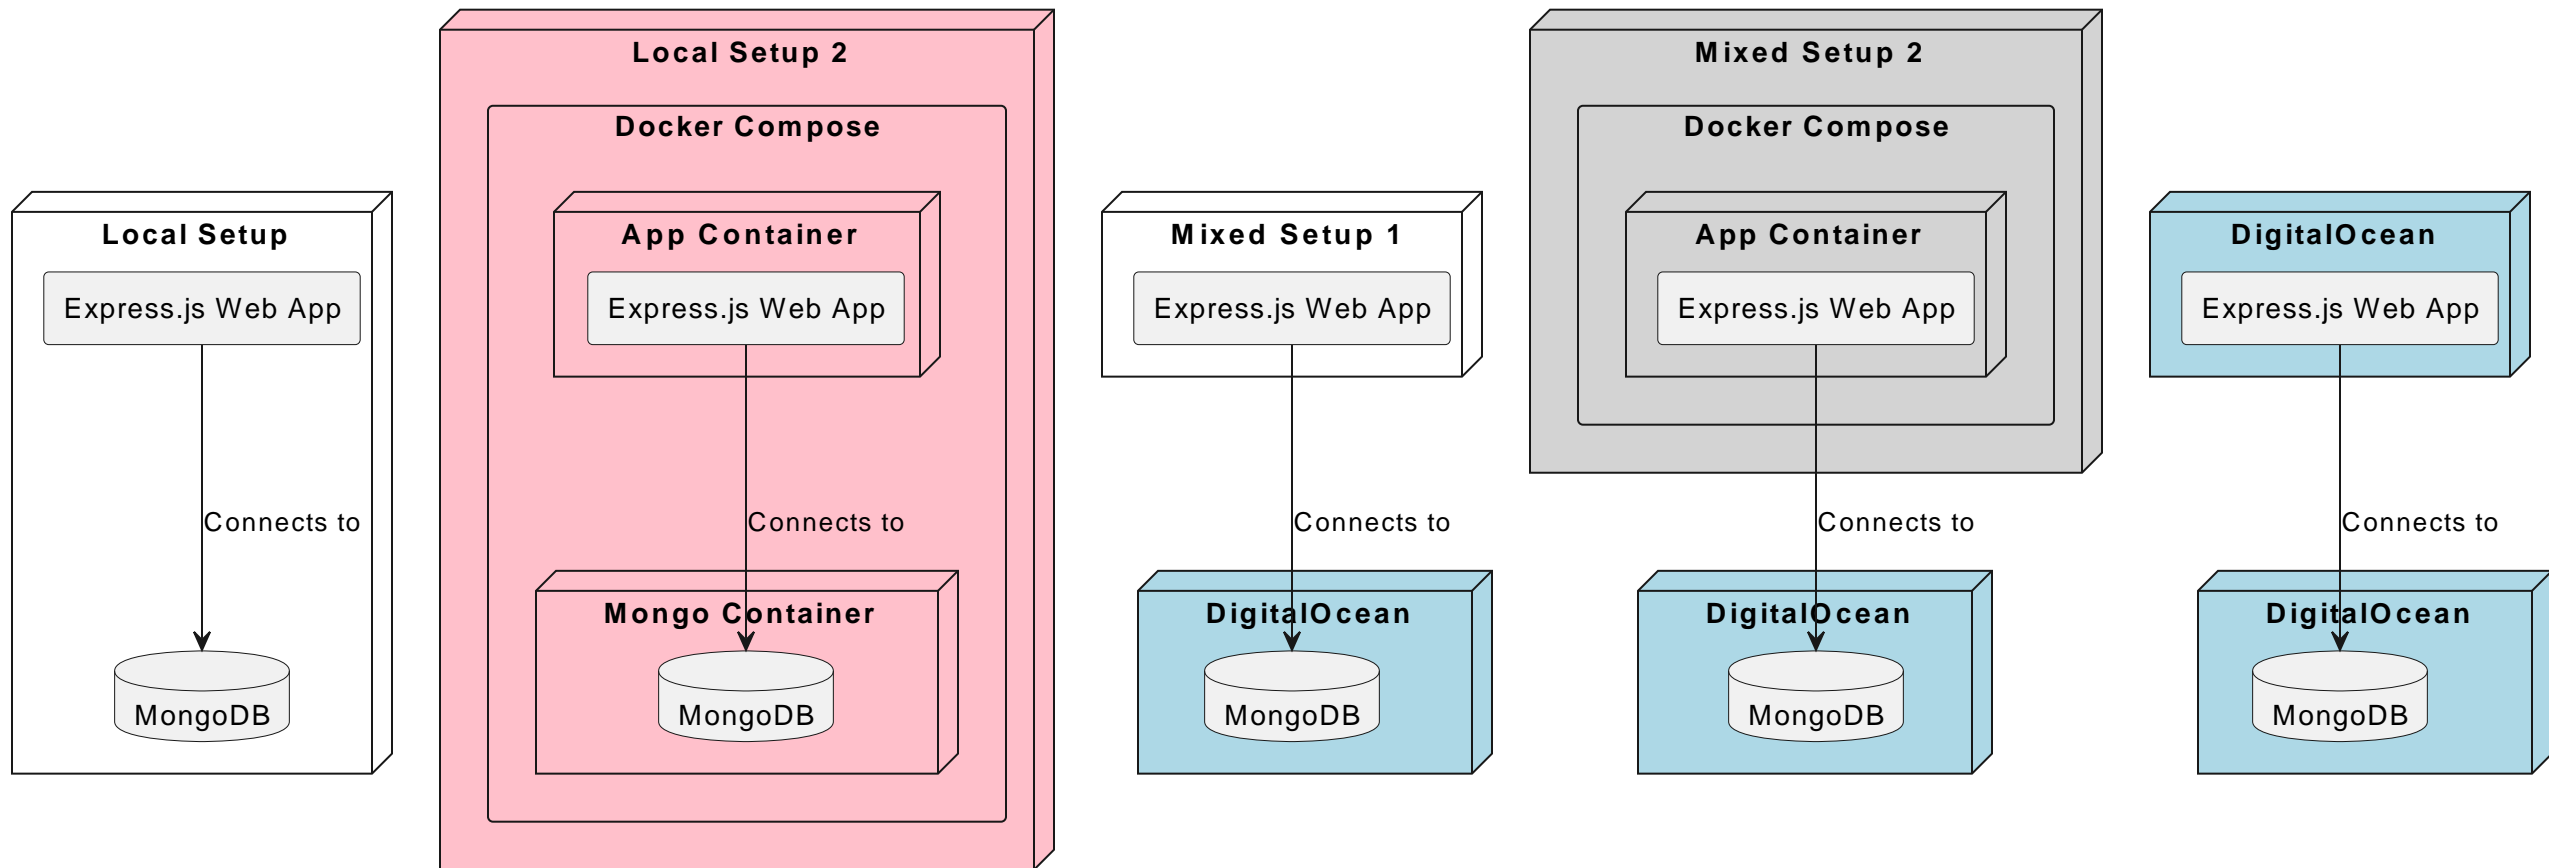 Local Setup
Express.js Web App
Connects to
MongoDB
Local Setup 2
Docker Compose
App Container
Express.js Web App
Connects to
Mongo Container
MongoDB
Mixed Setup 1
Express.js Web App
Connects to
DigitalOcean
MongoDB
Mixed Setup 2
Docker Compose
App Container
Express.js Web App
Connects to
DigitalOcean
MongoDB
DigitalOcean
Express.js Web App
Connects to
DigitalOcean
MongoDB